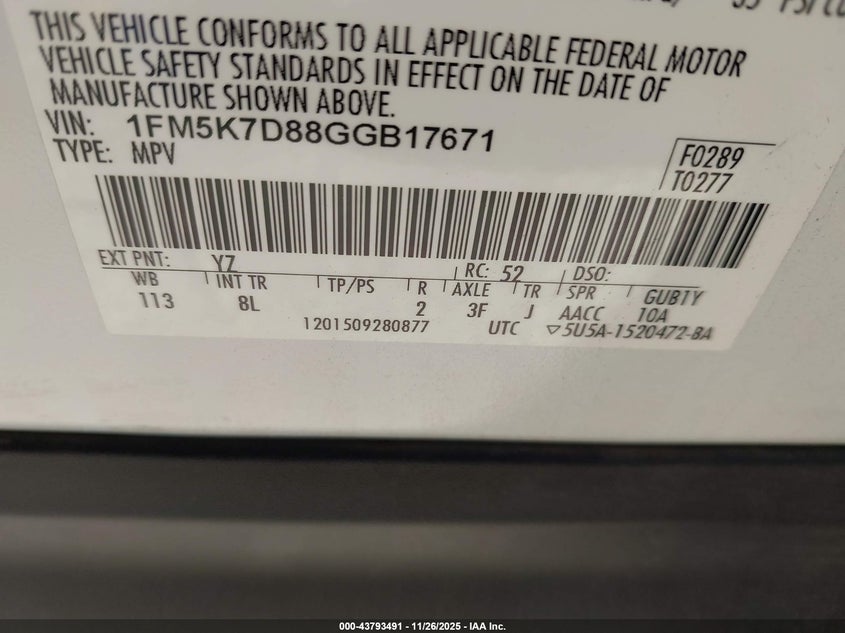 THIS VEHICLE CONFORMS TO ALL APPLICABLE FEDERAL MOTOR
VEHICLE SAFETY STANDARDS IN EFFECT ON THE DATE OF
MANUFACTURE SHOWN ABOVE.
VIN: 1FM5K7D88GGB17671
TYPE: MPV
F0289
T0277
EXT PNT: YZ RC: 52 DSO:
WB INT TR TP/PS R AXLE TR SPR GUB1Y
113 8L 2 3F J AACC 10A
1201509280877 UTC ▽5U5A-1520472-BA
000-43793491 - 11/26/2025 - IAA Inc.